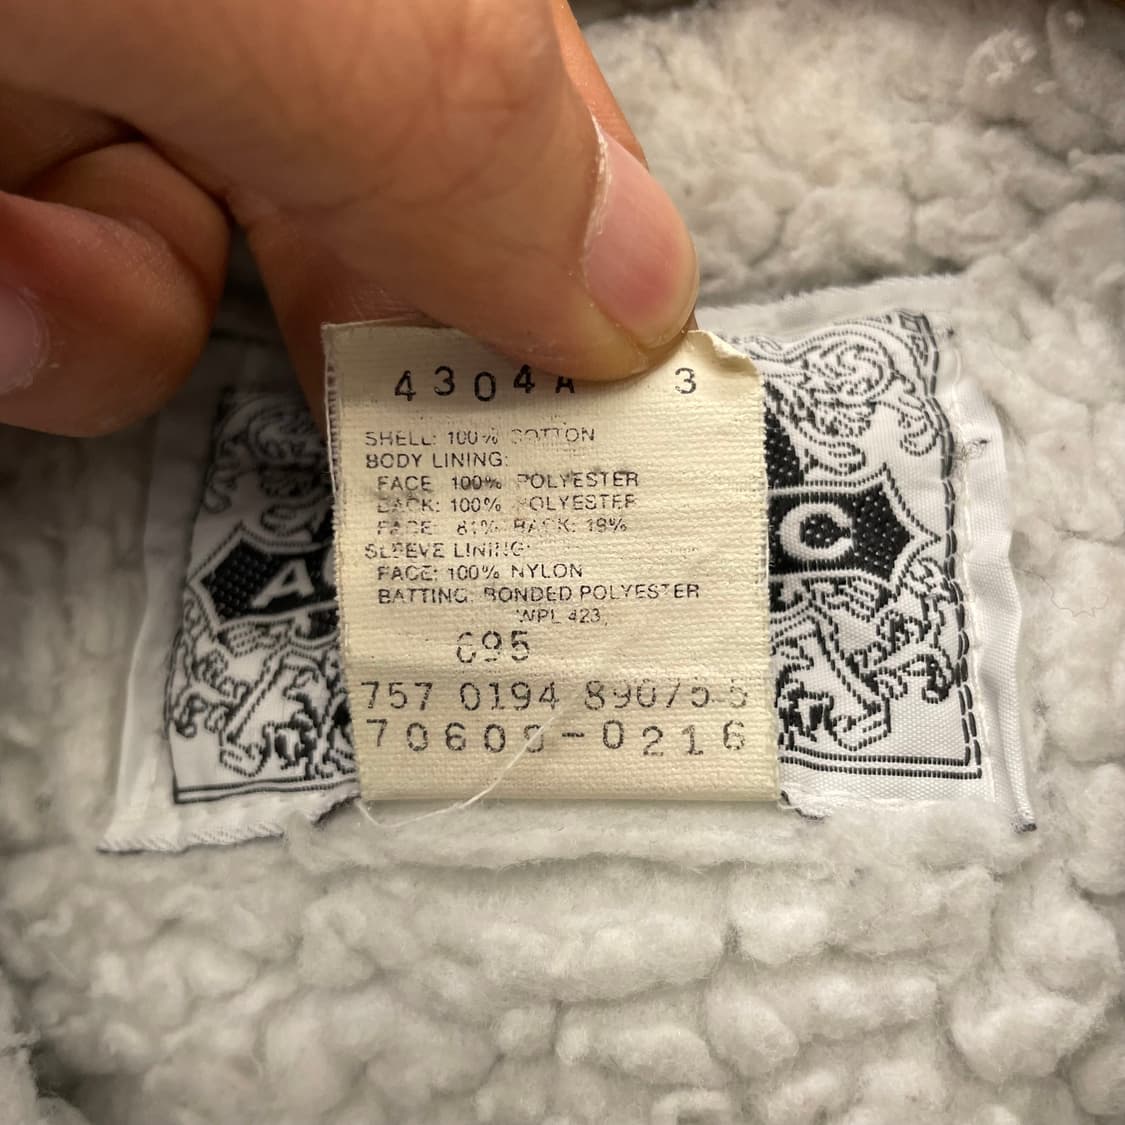 4304A 3
SHELL: 100% COTTON
BODY LINING:
FACE 100% POLYESTER
BACK: 100% POLYESTER
FACE: 81% BACK: 19%
SLEEVE LINING:
FACE: 100% NYLON
BATTING: BONDED POLYESTER
WPL 423,
695
757 0194
-0216
A
C